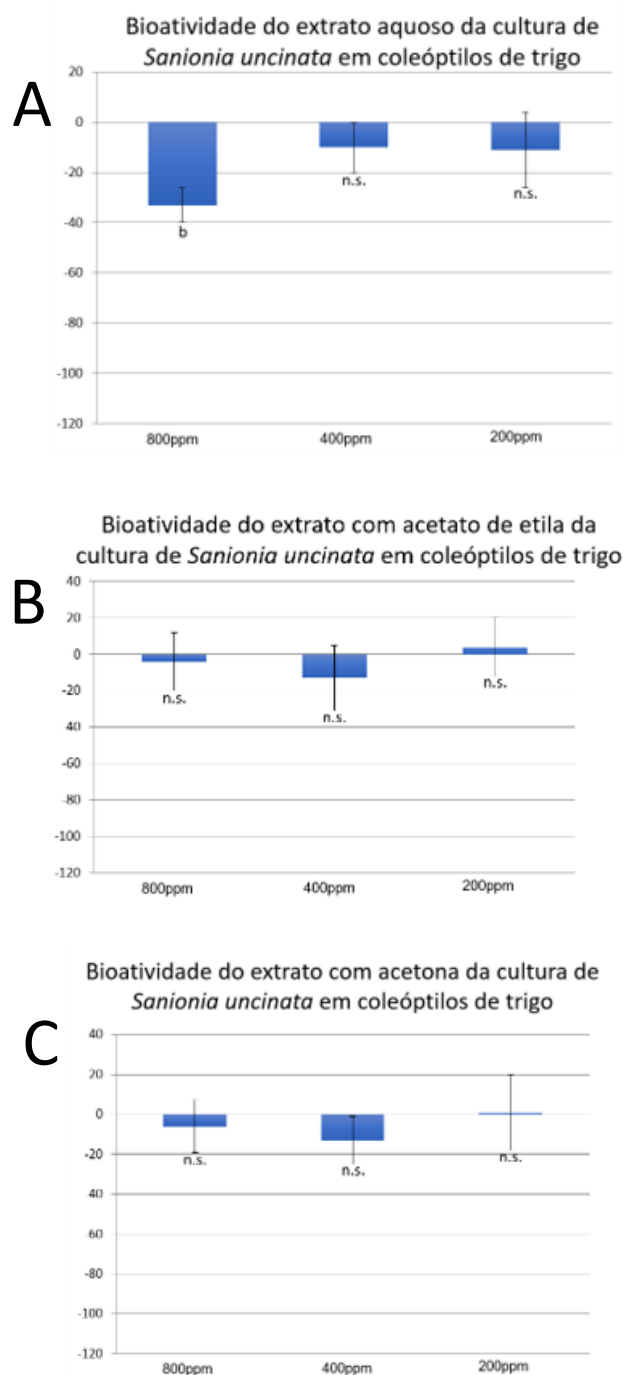 Bioatividade do extrato aquoso da cultura de
Sanionia uncinata em coleóptilos de trigo
A
20
0
-20
-40
-60
-80
-100
-120
n.s.
n.s.
b
800ppm
400ppm
200ppm
Bioatividade do extrato com acetato de etila da
cultura de Sanionia uncinata em coleóptilos de trigo
B
40
20
0
-20
40
-60
-80
-100
-120
n.s.
n.s.
n.s.
800ppm
400ppm
200ppm
Bioatividade do extrato com acetona da cultura de
Sanionia uncinata em coleóptilos de trigo
C
40
20
0
-20
40
-60
-80
-100
-120
n.s.
n.s.
n.s.
800ppm
400ppm
200ppm